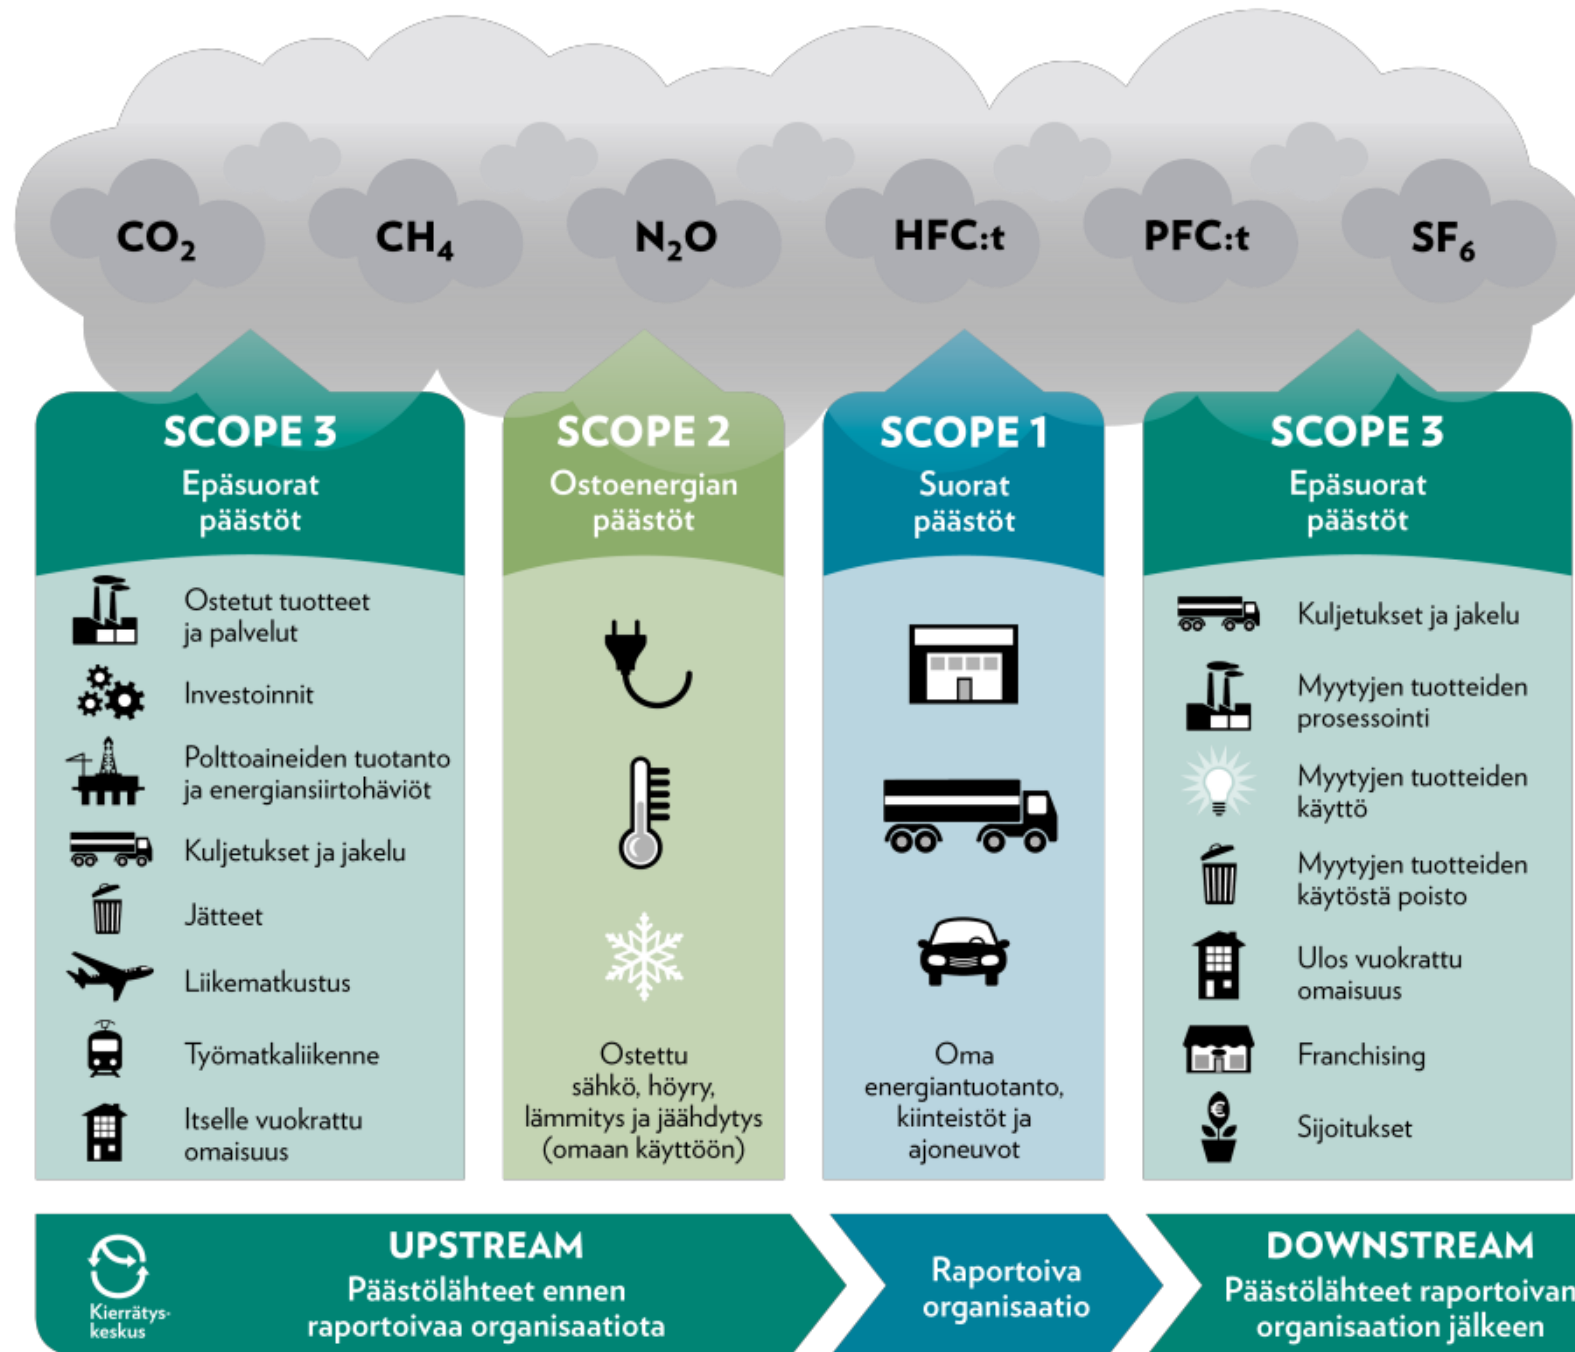 CO₂
CH₄
N₂O
HFC:t
PFC:t
SF₆
SCOPE 3
Epäsuorat
päästöt
Ostetut tuotteet
ja palvelut
Investoinnit
Polttoaineiden tuotanto
ja energiansiirtohäviöt
Kuljetukset ja jakelu
Jätteet
Liikematkustus
Työmatkaliikenne
Itselle vuokrattu
omaisuus
SCOPE 2
Ostoenergian
päästöt
Ostettu
sähkö, höyry,
lämmitys ja jäähdytys
(omaan käyttöön)
SCOPE 1
Suorat
päästöt
Oma
energiantuotanto,
kiinteistöt ja
ajoneuvot
SCOPE 3
Epäsuorat
päästöt
Kuljetukset ja jakelu
Myytyjen tuotteiden
prosessointi
Myytyjen tuotteiden
käyttö
Myytyjen tuotteiden
käytöstä poisto
Ulos vuokrattu
omaisuus
Franchising
€
Sijoitukset
Kierrätys-
keskus
UPSTREAM
Päästölähteet ennen
raportoivaa organisaatiota
Raportoiva
organisaatio
DOWNSTREAM
Päästölähteet raportoivan
organisaation jälkeen